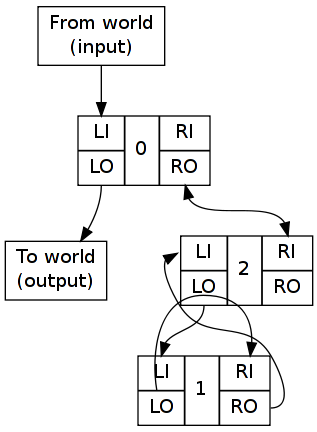 From world
(input)
LI
0
RI
LO
RO
To world
(output)
LI
2
RI
LO
RO
LI
1
RI
LO
RO